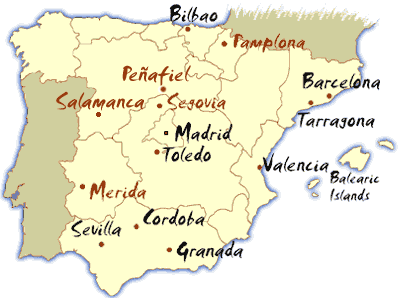 Bilbao
Pamplona
Peñafiel
Barcelona
Salamanca
Segovia
Tarragona
Madrid
Toledo
Valencia
Balearic
Islands
Merida
Cordoba
Sevilla
Granada